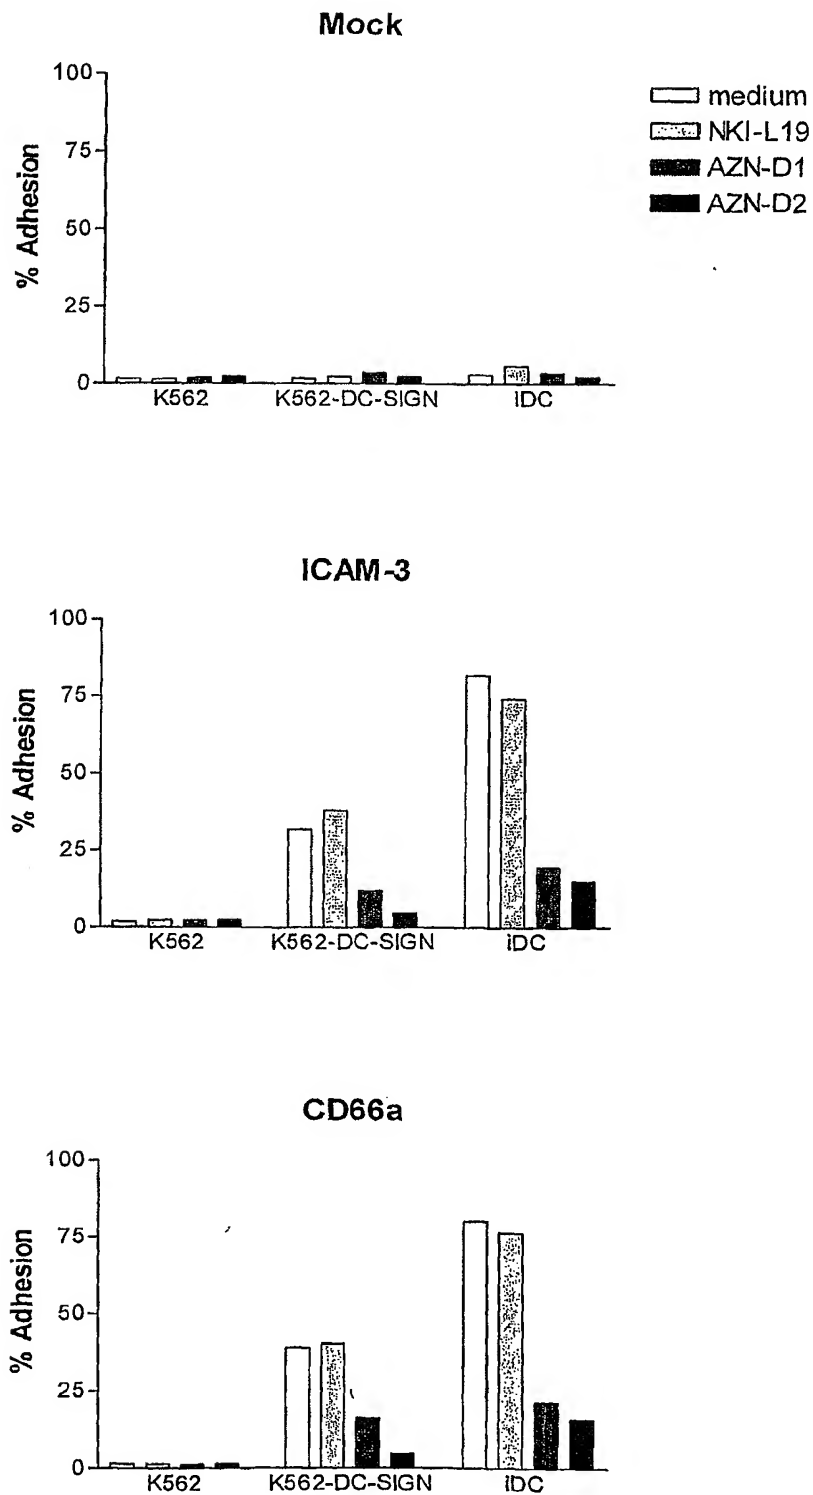 Mock
100
75
50
25
0
% Adhesion
K562 K562-DC-SIGN iDC
medium
NKI-L19
AZN-D1
AZN-D2
ICAM-3
100
75
50
25
0
% Adhesion
K562 K562-DC-SIGN iDC
CD66a
100
75
50
25
0
% Adhesion
K562 K562-DC-SIGN iDC